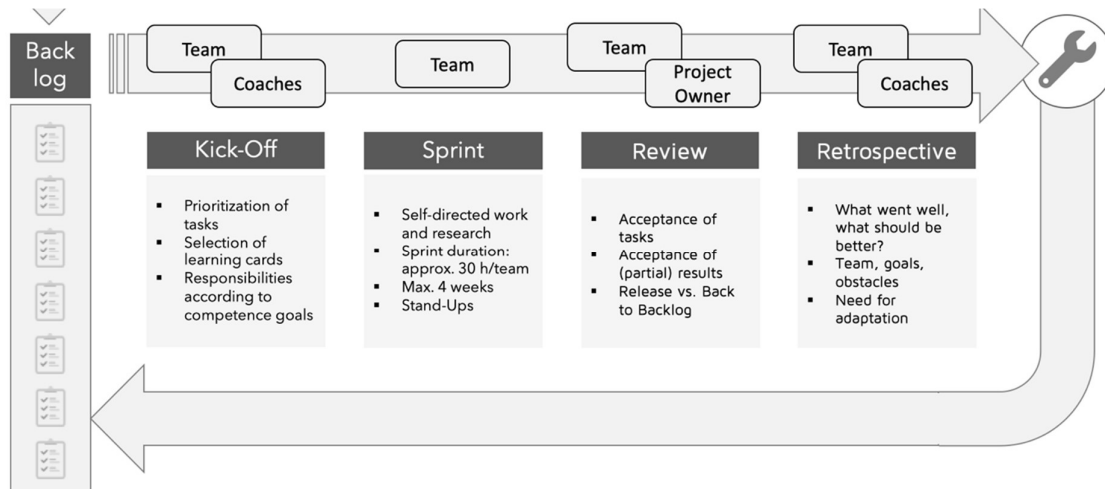 Back
log
Team
Coaches
Team
Team
Project
Owner
Team
Coaches
Kick-Off
▪ Prioritization of
tasks
▪ Selection of
learning cards
▪ Responsibilities
according to
competence goals
Sprint
▪ Self-directed work
and research
▪ Sprint duration:
approx. 30 h/team
▪ Max. 4 weeks
▪ Stand-Ups
Review
▪ Acceptance of
tasks
▪ Acceptance of
(partial) results
▪ Release vs. Back
to Backlog
Retrospective
▪ What went well,
what should be
better?
▪ Team, goals,
obstacles
▪ Need for
adaptation